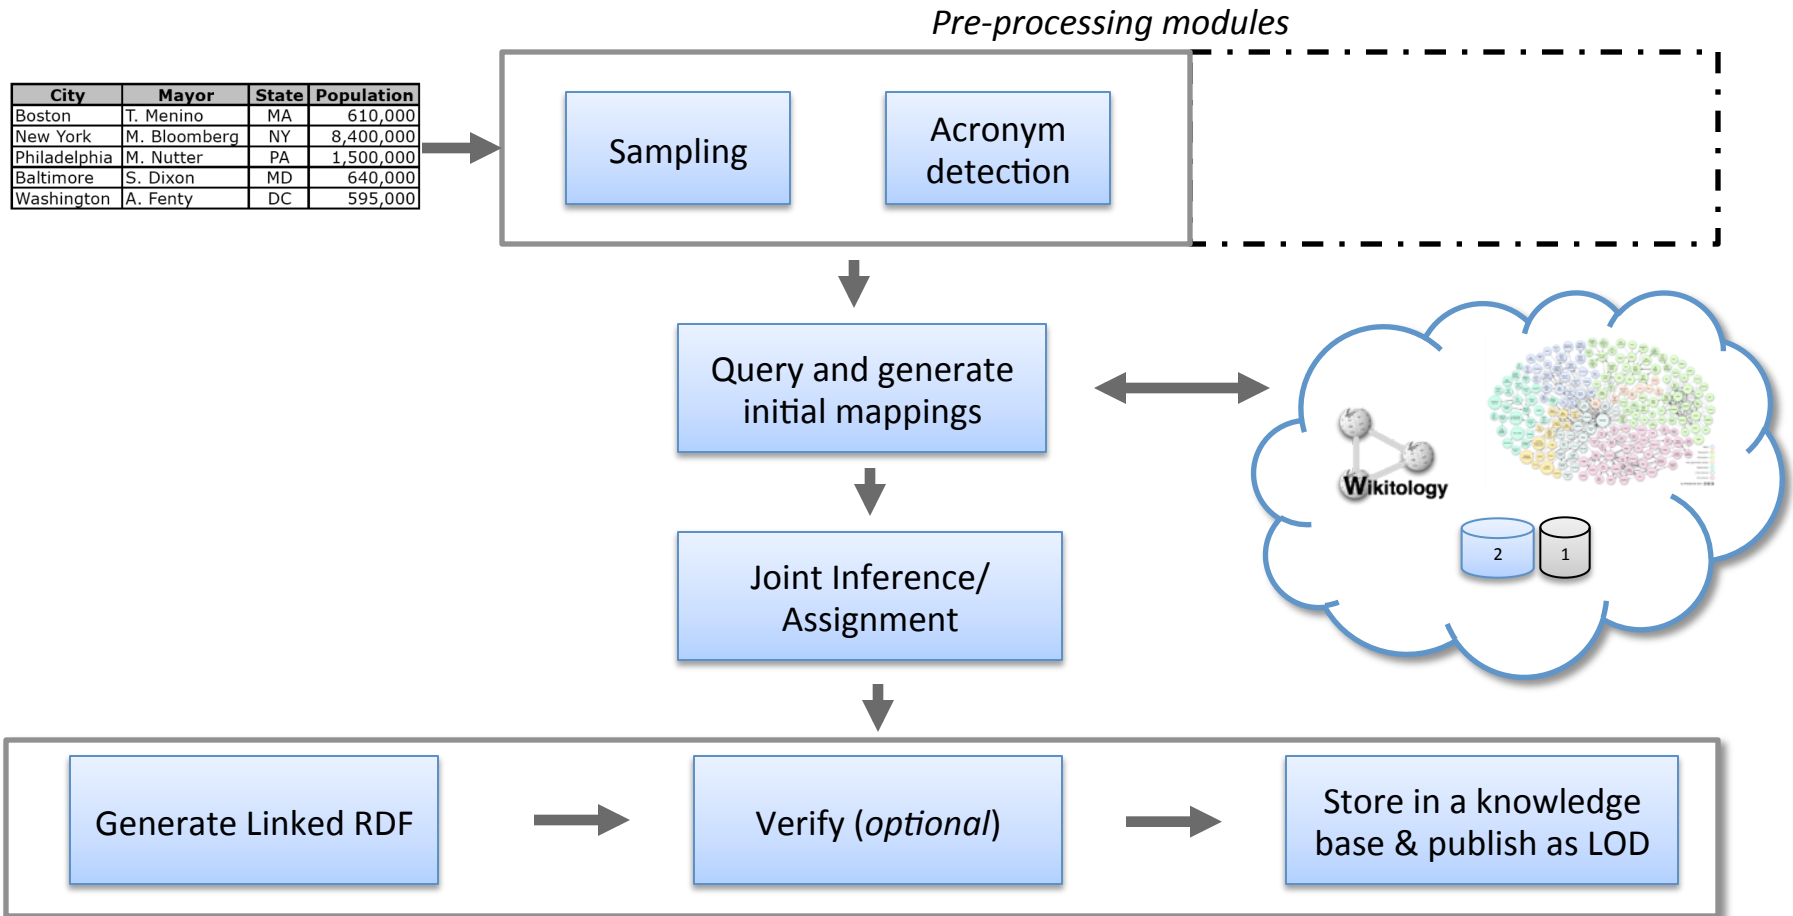 Pre-processing modules
City Mayor State Population
Boston T. Menino MA 610,000
New York M. Bloomberg NY 8,400,000
Philadelphia M. Nutter PA 1,500,000
Baltimore S. Dixon MD 640,000
Washington A. Fenty DC 595,000
Sampling
Acronym
detection
Query and generate
initial mappings
Wikitology
2
1
Joint Inference/
Assignment
Generate Linked RDF
Verify (optional)
Store in a knowledge
base & publish as LOD